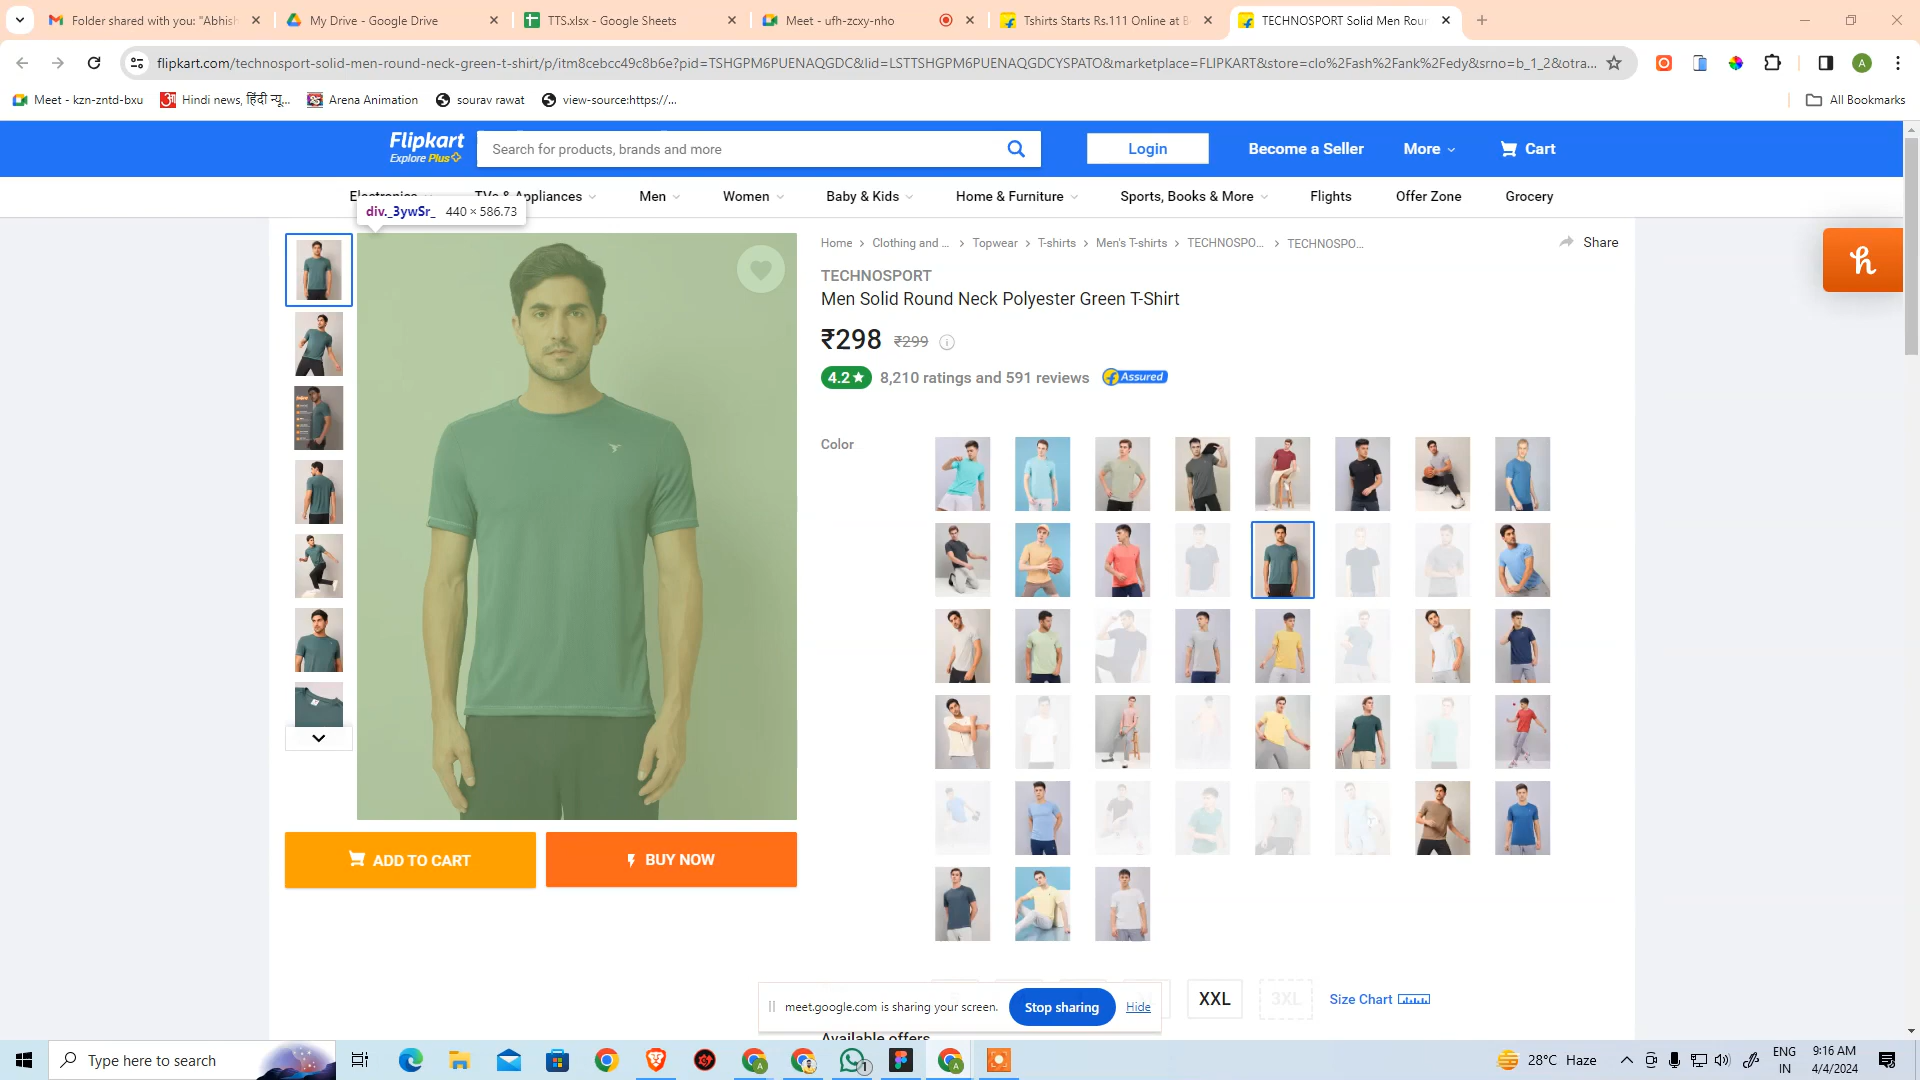 Folder shared with you: "Abhish
My Drive - Google Drive
TTS.xlsx - Google Sheets
Meet - ufh-zcxy-nho
Tshirts Starts Rs.111 Online at B
TECHNOSPORT Solid Men Roun
flipkart.com/technosport-solid-men-round-neck-green-t-shirt/p/itm8cebcc49c8b6e?pid=TSHGPM6PUENAQGDC&lid=LSTTSHGPM6PUENAQGDCYSPATO&marketplace=FLIPKART&store=clo%2Fash%2Fank%2Fedy&srno=b_1_2&otra...
A
Meet - kzn-zntd-bxu
Hindi news, हिंदी न्यू...
Arena Animation
sourav rawat
view-source:https://...
All Bookmarks
Flipkart
Explore Plus
Search for products, brands and more
Login
Become a Seller
More
Cart
Electronics
TVs & Appliances
Men
Women
Baby & Kids
Home & Furniture
Sports, Books & More
Flights
Offer Zone
Grocery
div._3ywSr_ 440 × 586.73
Home > Clothing and ... > Topwear > T-shirts > Men's T-shirts > TECHNOSPO... > TECHNOSPO...
Share
TECHNOSPORT
Men Solid Round Neck Polyester Green T-Shirt
₹298 ₹299
4.2★ 8,210 ratings and 591 reviews
Assured
Color
ADD TO CART
BUY NOW
XXL
3XL
Size Chart
meet.google.com is sharing your screen.
Stop sharing
Hide
Available offers
Type here to search
28°C Haze
ENG
IN
9:16 AM
4/4/2024